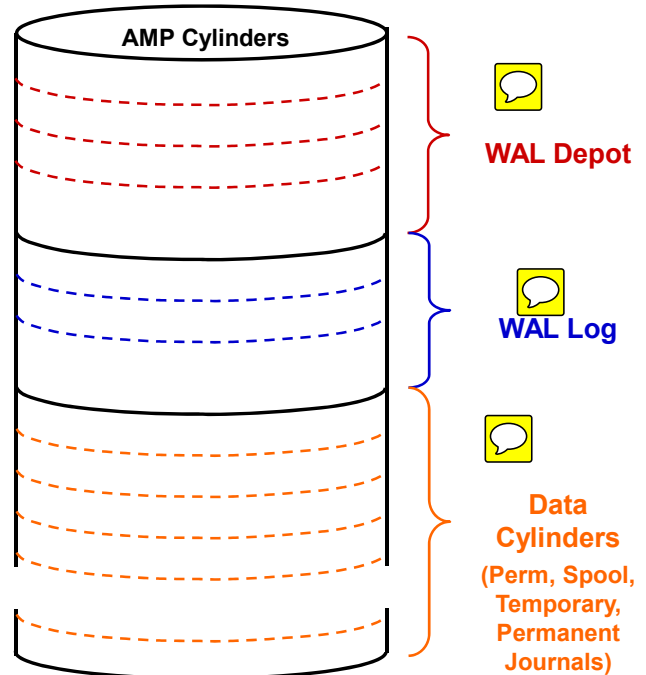 AMP Cylinders
WAL Depot
WAL Log
Data
Cylinders
(Perm, Spool,
Temporary,
Permanent
Journals)